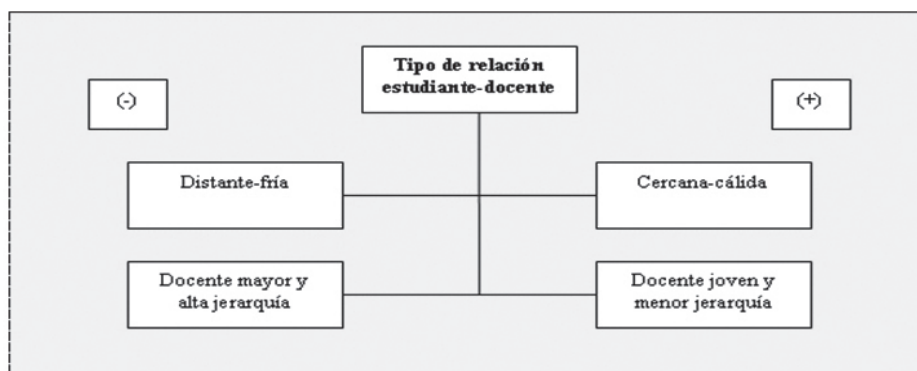 Tipo de relación
estudiante-docente
(-)
(+)
Distante-fría
Cercana-cálida
Docente mayor y
alta jerarquía
Docente joven y
menor jerarquía